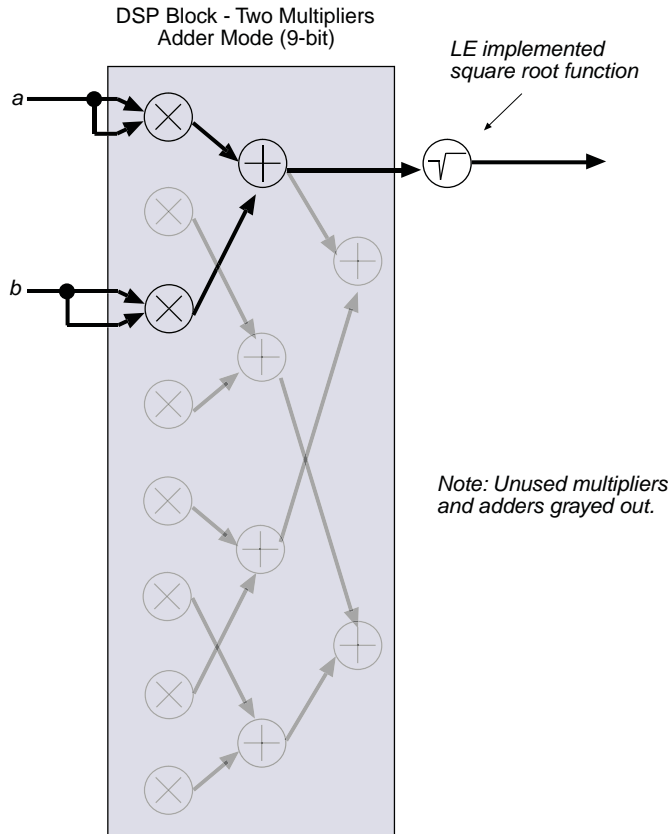 DSP Block - Two Multipliers
Adder Mode (9-bit)
LE implemented
square root function
a
b
Note: Unused multipliers
and adders grayed out.